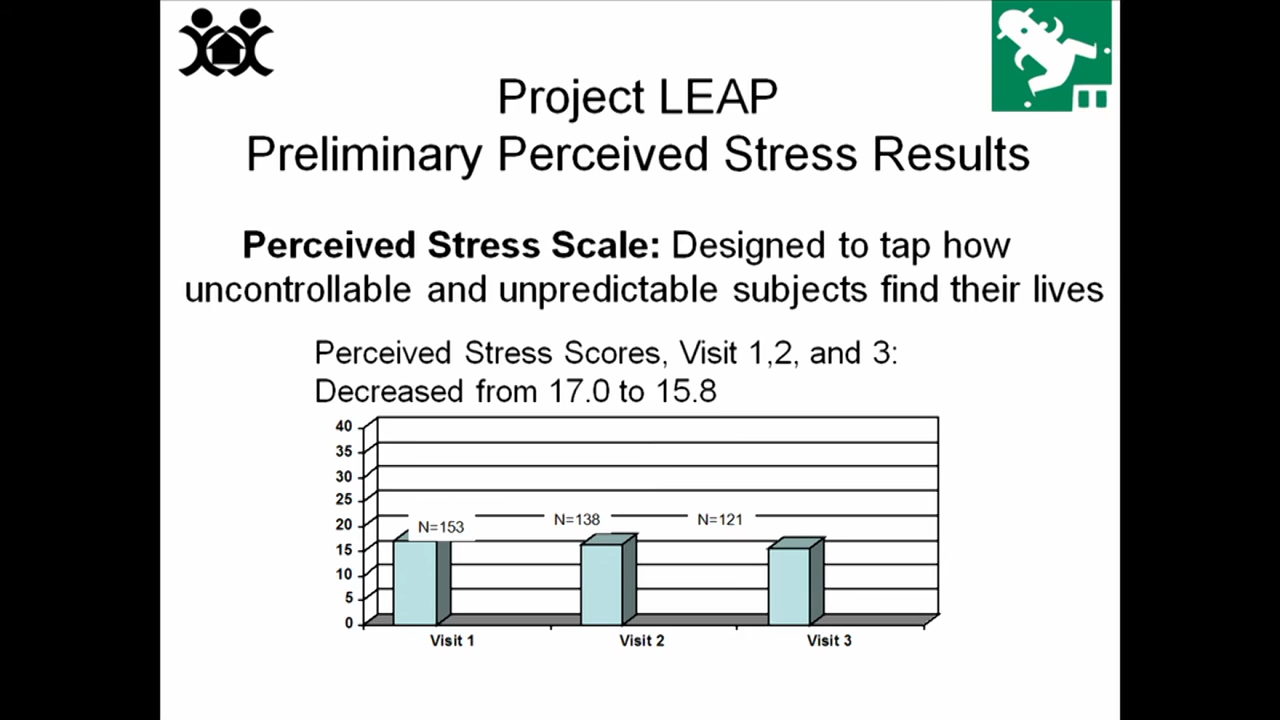 Project LEAP
Preliminary Perceived Stress Results
Perceived Stress Scale: Designed to tap how
uncontrollable and unpredictable subjects find their lives
Perceived Stress Scores, Visit 1,2, and 3:
Decreased from 17.0 to 15.8
40
35
30
25
20
15
10
5
0
N=153
N=138
N=121
Visit 1
Visit 2
Visit 3